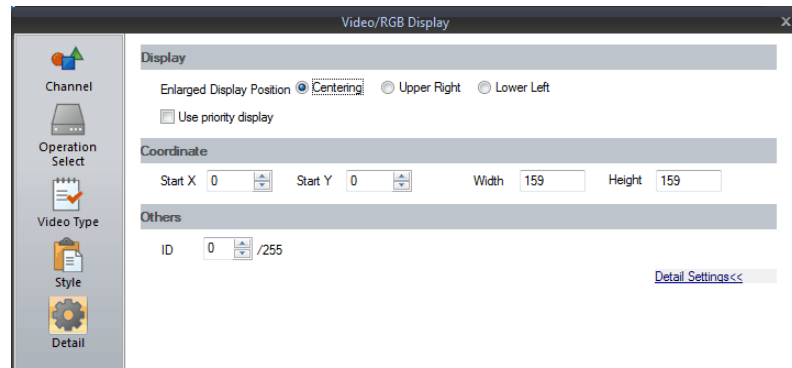 Video/RGB Display
x
Channel
Operation
Select
Video Type
Style
Detail
Display
Enlarged Display Position Centering Upper Right Lower Left
Use priority display
Coordinate
Start X 0 Start Y 0 Width 159 Height 159
Others
ID 0 /255
Detail Settings<<